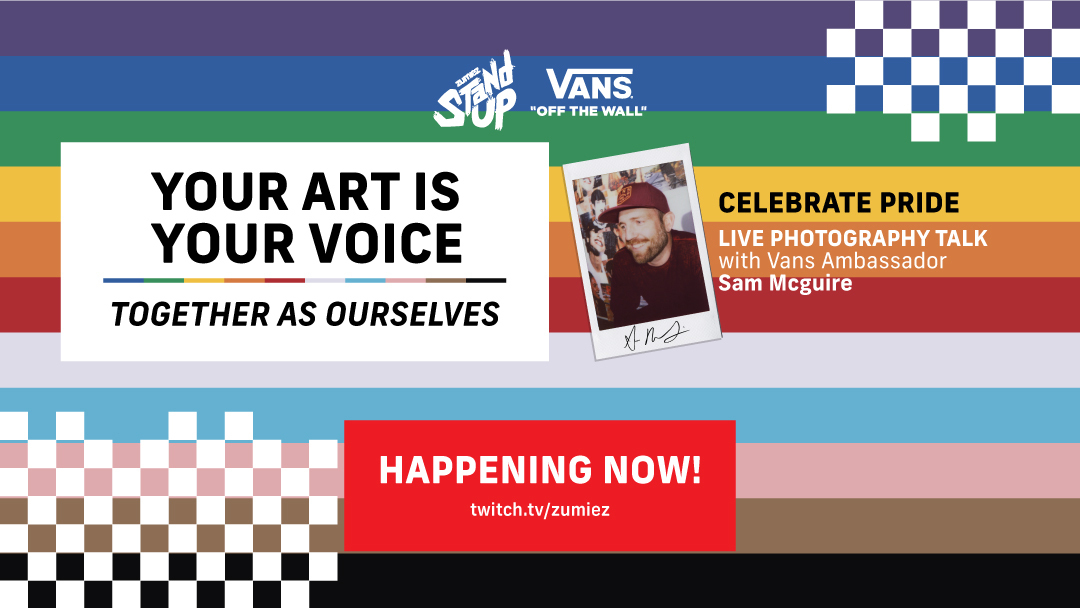 ZUMIEZ
STAND
UP
VANS
"OFF THE WALL"
YOUR ART IS
YOUR VOICE
TOGETHER AS OURSELVES
CELEBRATE PRIDE
LIVE PHOTOGRAPHY TALK
with Vans Ambassador
Sam Mcguire
HAPPENING NOW!
twitch.tv/zumiez